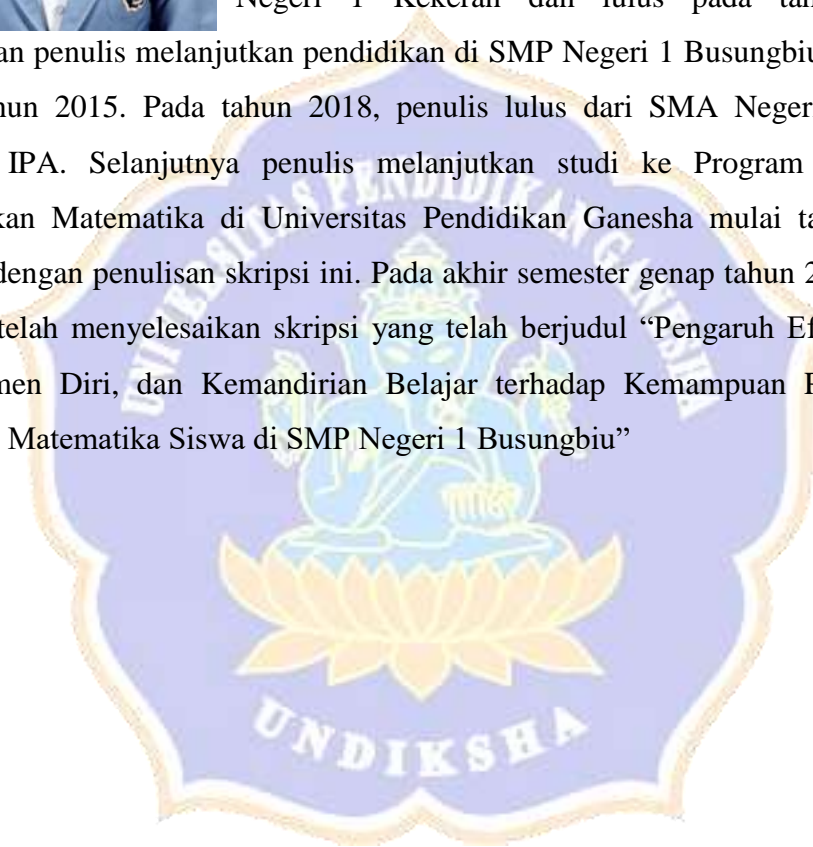 Negeri 1 Kekeran dan lulus pada
penulis melanjutkan pendidikan di SMP Negeri 1 Busungbiu
2015. Pada tahun 2018, penulis lulus dari SMA
IPA. Selanjutnya penulis melanjutkan studi ke Program
Matematika di Universitas Pendidikan Ganesha mulai
dengan penulisan skripsi ini. Pada akhir semester genap tahun
telah menyelesaikan skripsi yang telah berjudul “Pengaruh
Diri, dan Kemandirian Belajar terhadap Kemampuan
Matematika Siswa di SMP Negeri 1 Busungbiu”
UNIVERSITAS PENDIDIKAN GANESHA
UNDIKSHA